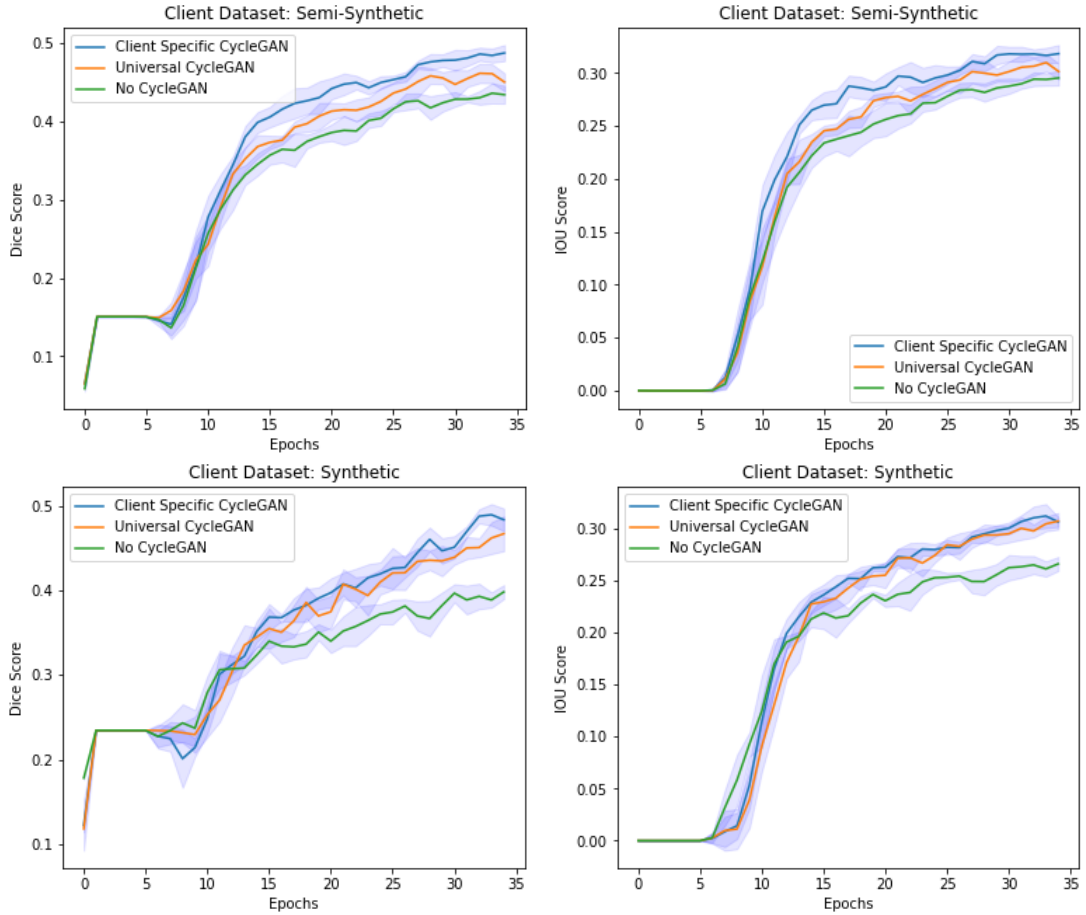 Client Dataset: Semi-Synthetic
Dice Score
0.5
0.4
0.3
0.2
0.1
Client Specific CycleGAN
Universal CycleGAN
No CycleGAN
0 5 10 15 20 25 30 35
Epochs
Client Dataset: Semi-Synthetic
IOU Score
0.30
0.25
0.20
0.15
0.10
0.05
0.00
Client Specific CycleGAN
Universal CycleGAN
No CycleGAN
0 5 10 15 20 25 30 35
Epochs
Client Dataset: Synthetic
Dice Score
0.5
0.4
0.3
0.2
0.1
Client Specific CycleGAN
Universal CycleGAN
No CycleGAN
0 5 10 15 20 25 30 35
Epochs
Client Dataset: Synthetic
IOU Score
0.30
0.25
0.20
0.15
0.10
0.05
0.00
Client Specific CycleGAN
Universal CycleGAN
No CycleGAN
0 5 10 15 20 25 30 35
Epochs